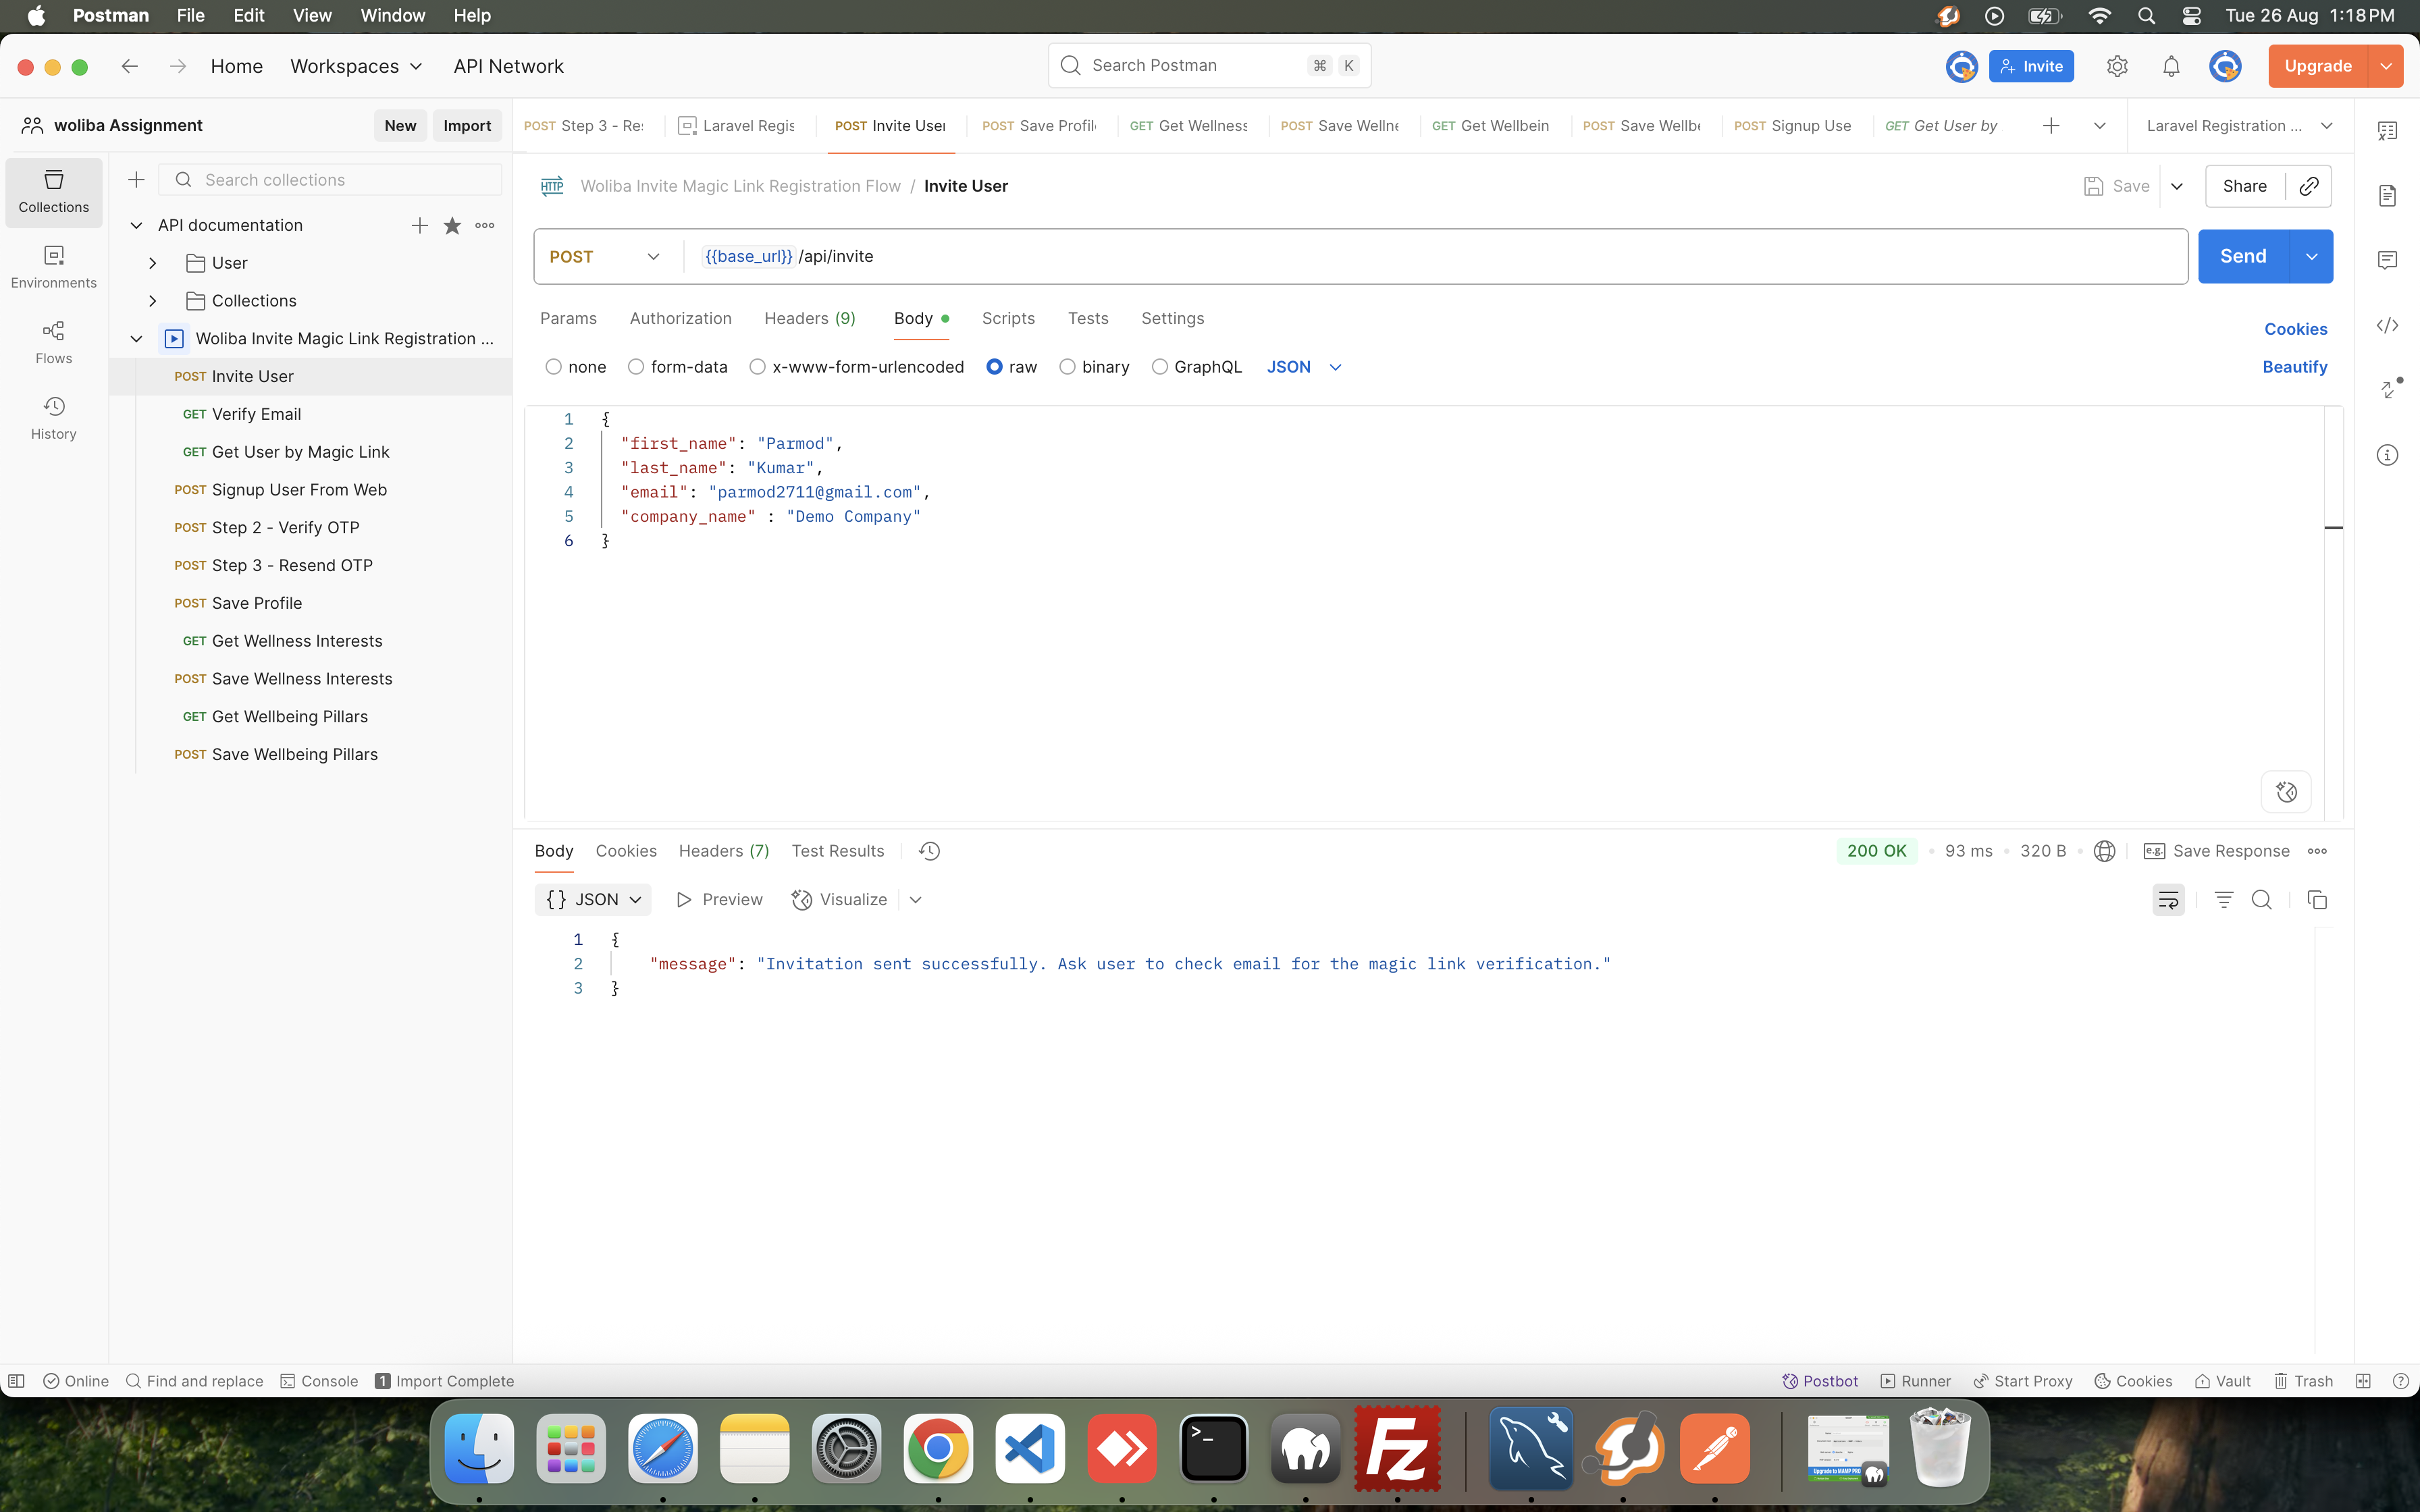 Postman File Edit View Window Help Tue 26 Aug 1:18 PM
Home Workspaces API Network Search Postman ⌘ K Invite Upgrade
woliba Assignment New Import
POST Step 3 - Re: Laravel Regis POST Invite User POST Save Profil GET Get Wellness POST Save Wellne GET Get Wellbein POST Save Wellbe POST Signup Use GET Get User by Laravel Registration ...
Collections
Environments
Flows
History
Search collections
API documentation
User
Collections
Woliba Invite Magic Link Registration ...
POST Invite User
GET Verify Email
GET Get User by Magic Link
POST Signup User From Web
POST Step 2 - Verify OTP
POST Step 3 - Resend OTP
POST Save Profile
GET Get Wellness Interests
POST Save Wellness Interests
GET Get Wellbeing Pillars
POST Save Wellbeing Pillars
HTTP Woliba Invite Magic Link Registration Flow / Invite User Save Share
POST {{base_url}} /api/invite Send
Params Authorization Headers (9) Body Scripts Tests Settings Cookies
none form-data x-www-form-urlencoded raw binary GraphQL JSON Beautify
1 {
2 "first_name": "Parmod",
3 "last_name": "Kumar",
4 "email": "parmod2711@gmail.com",
5 "company_name" : "Demo Company"
6 }
Body Cookies Headers (7) Test Results 200 OK • 93 ms • 320 B • e.g. Save Response
{} JSON Preview Visualize
1 {
2 "message": "Invitation sent successfully. Ask user to check email for the magic link verification."
3 }
Online Find and replace Console 1 Import Complete Postbot Runner Start Proxy Cookies Vault Trash
Fz